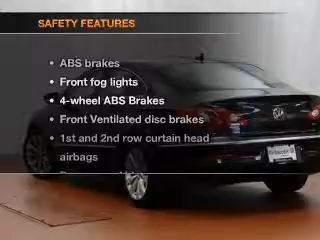 SAFETY FEATURES
• ABS brakes
• Front fog lights
• 4-wheel ABS Brakes
• Front Ventilated disc brakes
• 1st and 2nd row curtain head
airbags